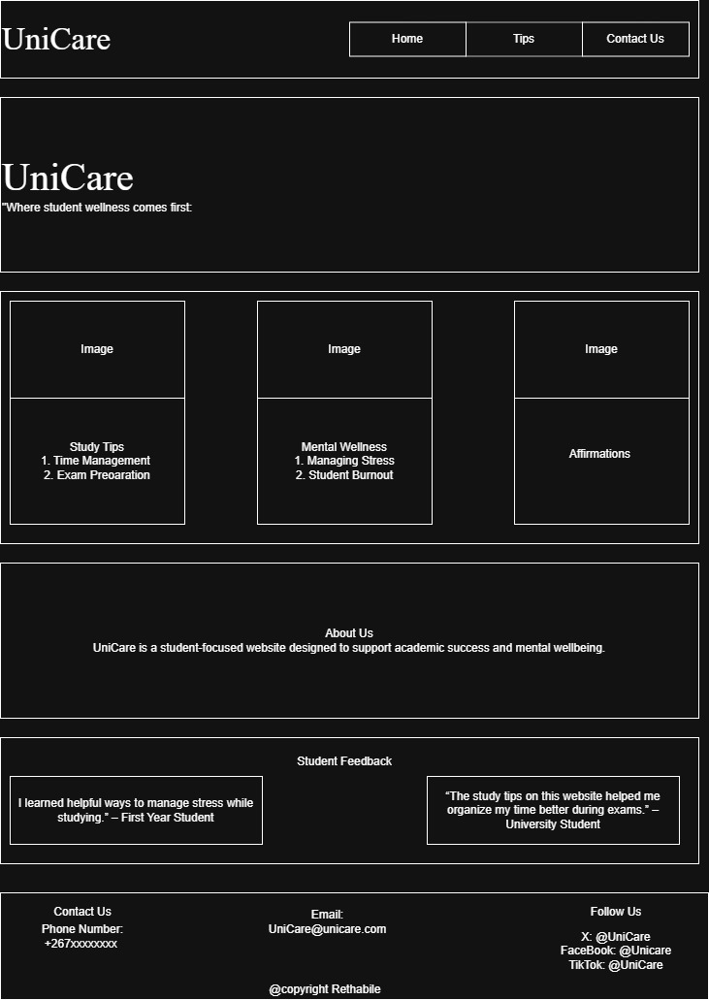 UniCare
Home
Tips
Contact Us
UniCare
"Where student wellness comes first:
Image
Image
Image
Study Tips
1. Time Management
2. Exam Preoaration
Mental Wellness
1. Managing Stress
2. Student Burnout
Affirmations
About Us
UniCare is a student-focused website designed to support academic success and mental wellbeing.
Student Feedback
I learned helpful ways to manage stress while
studying.” – First Year Student
“The study tips on this website helped me
organize my time better during exams.” –
University Student
Contact Us
Phone Number:
+267xxxxxxxx
Email:
UniCare@unicare.com
Follow Us
X: @UniCare
FaceBook: @Unicare
TikTok: @UniCare
@copyright Rethabile